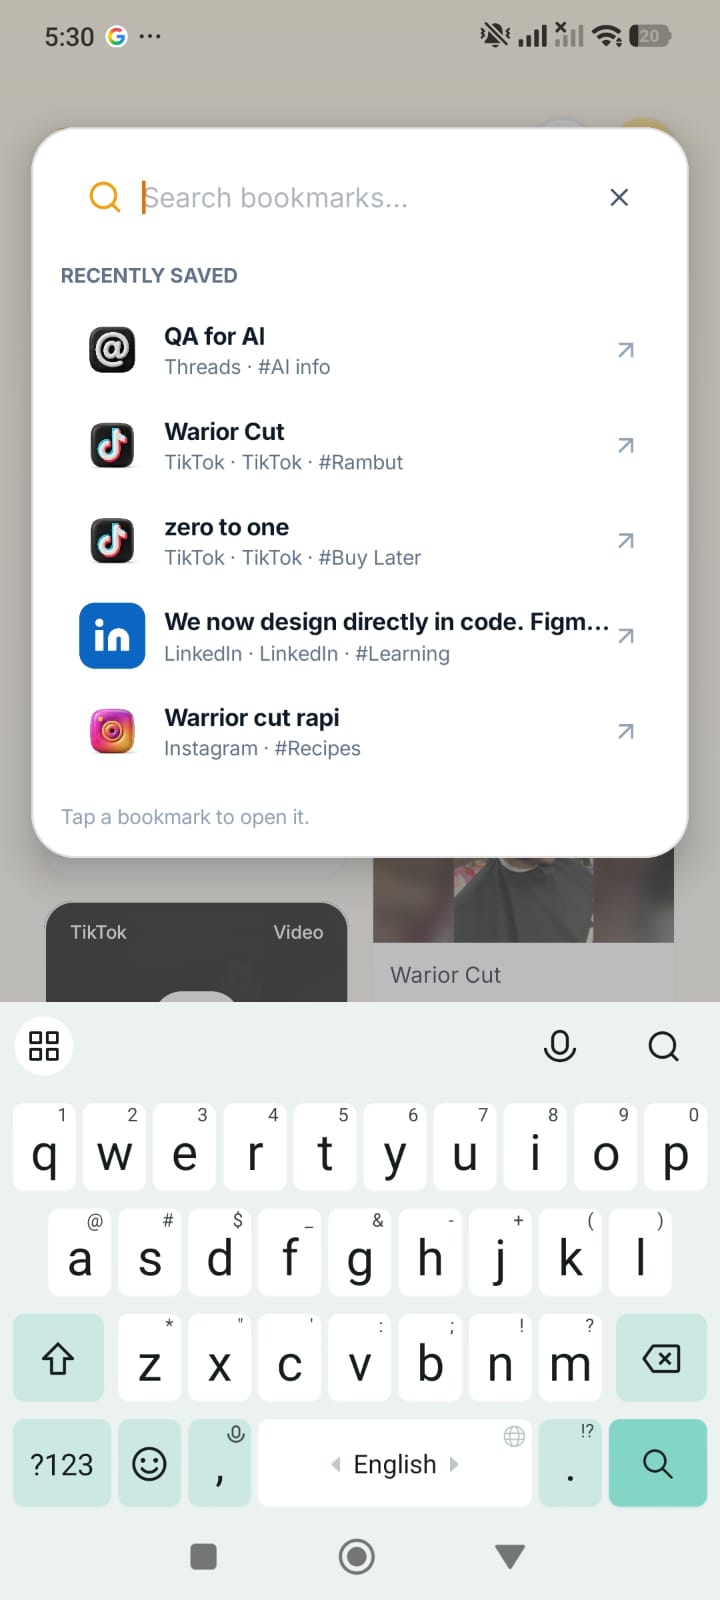 5:30
20
Search bookmarks...
RECENTLY SAVED
QA for AI
Threads · #AI info
Warior Cut
TikTok · TikTok · #Rambut
zero to one
TikTok · TikTok · #Buy Later
We now design directly in code. Figm...
LinkedIn · LinkedIn · #Learning
Warrior cut rapi
Instagram · #Recipes
Tap a bookmark to open it.
TikTok Video
Warior Cut
1 2 3 4 5 6 7 8 9 0
q w e r t y u i o p
@ # $ _ & - + ( )
a s d f g h j k l
* " ' : ; ! ?
z x c v b n m
!?
?123 , English .